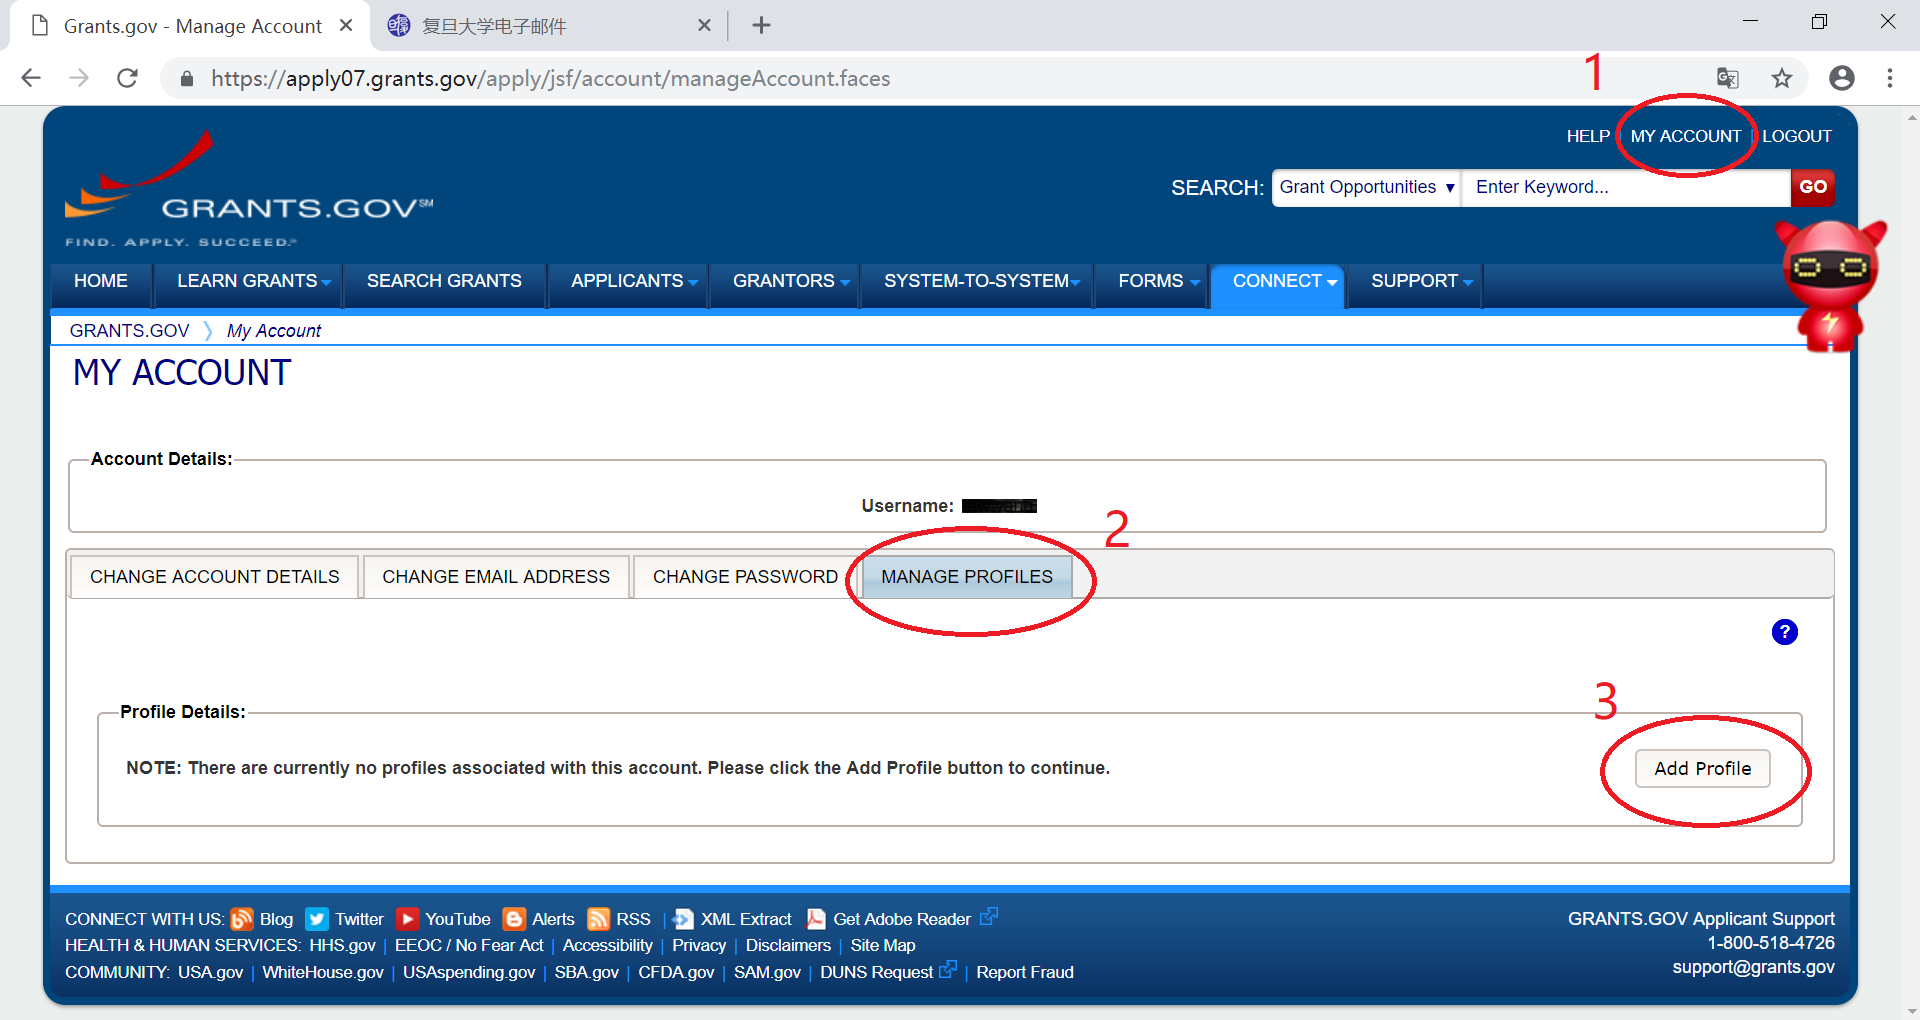 Grants.gov - Manage Account
复旦大学电子邮件
https://apply07.grants.gov/apply/jsf/account/manageAccount.faces
1
HELP | MY ACCOUNT | LOGOUT
SEARCH: Grant Opportunities Enter Keyword... GO
GRANTS.GOV℠
FIND. APPLY. SUCCEED.℠
HOME LEARN GRANTS SEARCH GRANTS APPLICANTS GRANTORS SYSTEM-TO-SYSTEM FORMS CONNECT SUPPORT
GRANTS.GOV 〉 My Account
MY ACCOUNT
Account Details:
Username:
2
CHANGE ACCOUNT DETAILS CHANGE EMAIL ADDRESS CHANGE PASSWORD MANAGE PROFILES
?
3
Profile Details:
NOTE: There are currently no profiles associated with this account. Please click the Add Profile button to continue.
Add Profile
CONNECT WITH US: Blog Twitter YouTube Alerts RSS | XML Extract Get Adobe Reader
HEALTH & HUMAN SERVICES: HHS.gov | EEOC / No Fear Act | Accessibility | Privacy | Disclaimers | Site Map
COMMUNITY: USA.gov | WhiteHouse.gov | USAspending.gov | SBA.gov | CFDA.gov | SAM.gov | DUNS Request | Report Fraud
GRANTS.GOV Applicant Support
1-800-518-4726
support@grants.gov